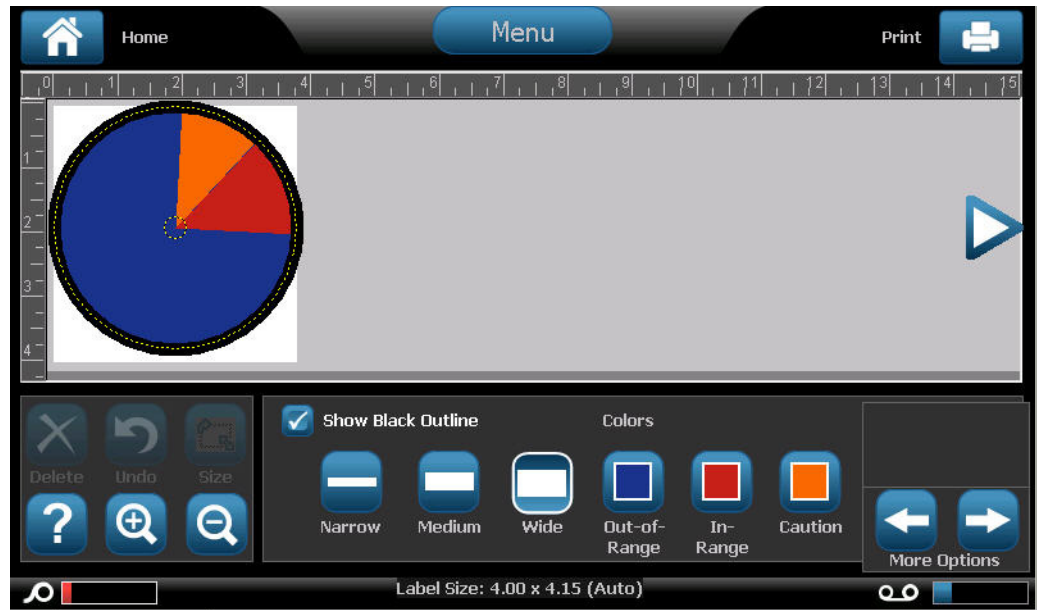 Home
Menu
Print
0 1 2 3 4 5 6 7 8 9 10 11 12 13 14 15
1
2
3
4
Show Black Outline
Colors
Delete
Undo
Size
Narrow
Medium
Wide
Out-of-
Range
In-
Range
Caution
?
More Options
Label Size: 4.00 x 4.15 (Auto)